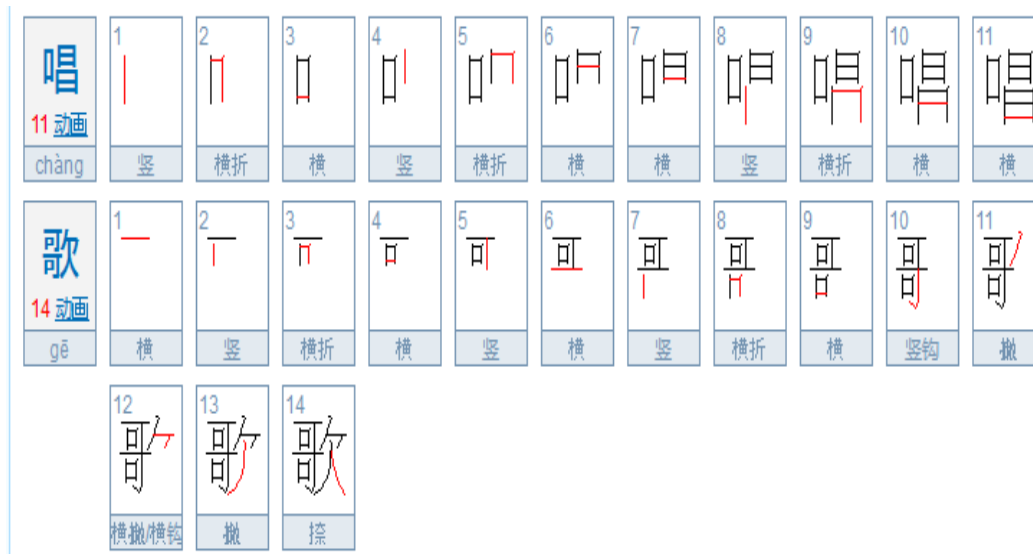 唱 1 2 3 4 5 6 7 8 9 10 11
11 动画
chàng 竖 横折 横 竖 横折 横 横 竖 横折 横 横
歌 1 2 3 4 5 6 7 8 9 10 11
14 动画
gē 横 竖 横折 横 竖 横 竖 横折 横 竖钩 撇
12 13 14
横撇/横钩 撇 捺